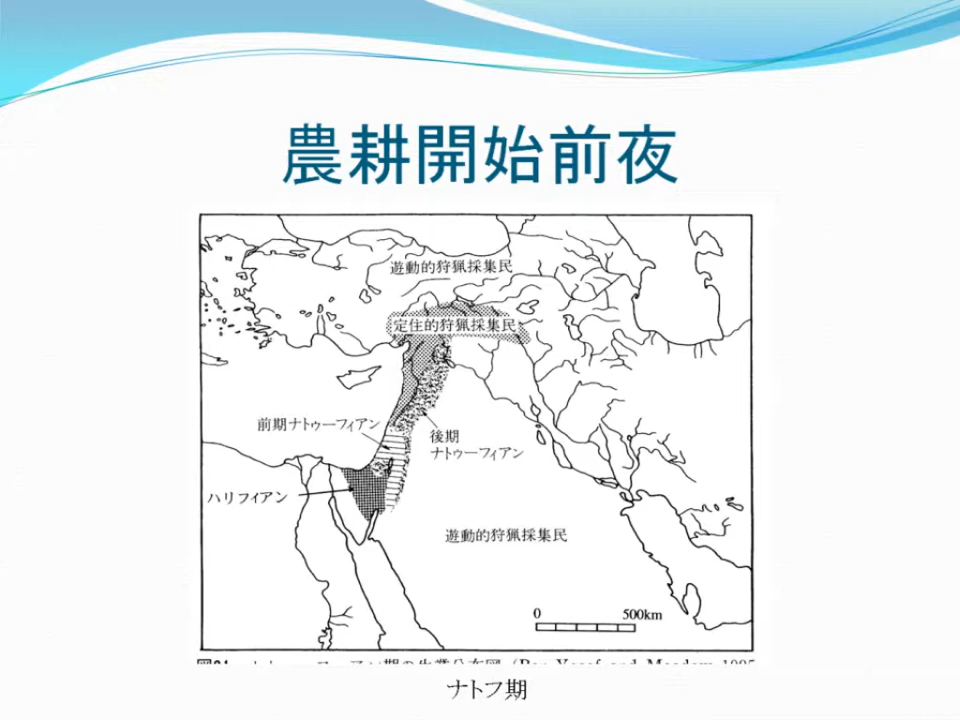 農耕開始前夜
遊動的狩猟採集民
定住的狩猟採集民
前期ナトゥーフィアン
後期
ナトゥーフィアン
ハリフィアン
遊動的狩猟採集民
0 500km
ナトフ期